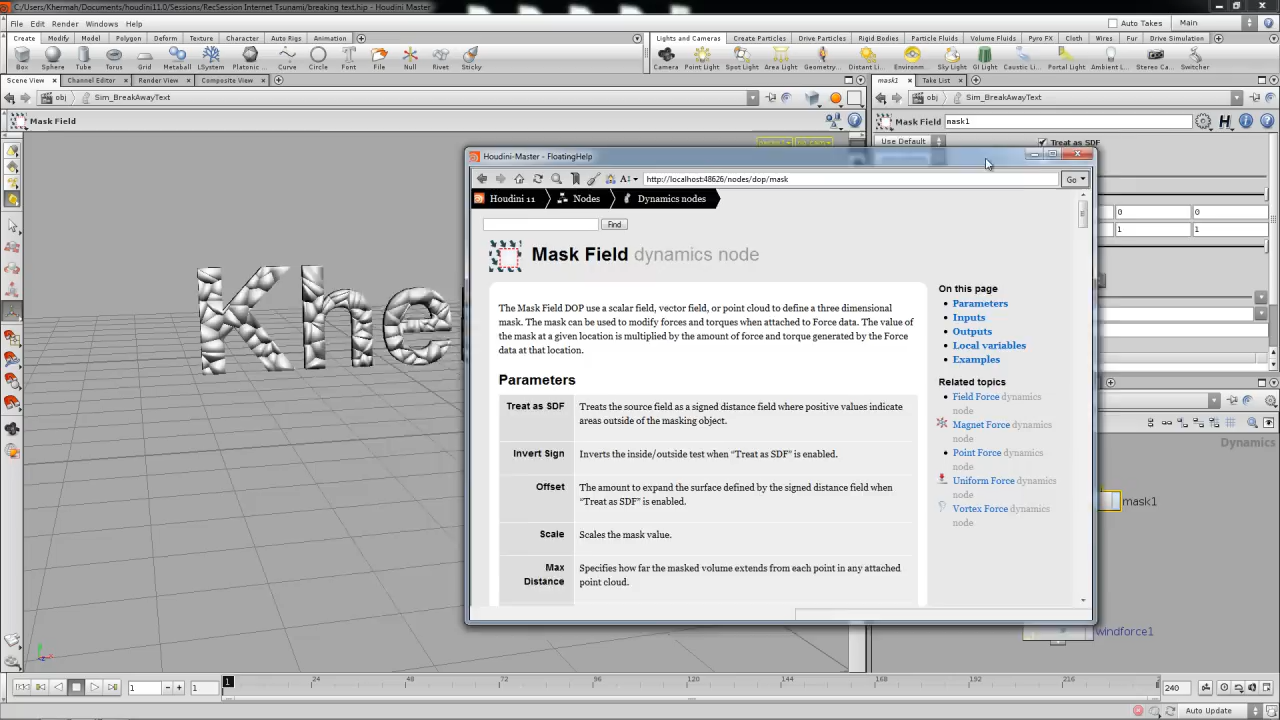 C:/Users/Khermah/Documents/houdini11.0/Sessions/RecSession Internet Tsunami/breaking text.hip - Houdini Master
File Edit Render Windows Help
Auto Takes Main
Create Modify Model Polygon Deform Texture Character Auto Rigs Animation
Lights and Cameras Create Particles Drive Particles Rigid Bodies Particle Fluids Volume Fluids Pyro FX Cloth Wires Fur Drive Simulation
Box Sphere Tube Torus Grid Metaball LSystem Platonic... Curve Circle Font File Null Rivet Sticky
Camera Point Light Spot Light Area Light Geometry... Distant Li... Environm... Sky Light GI Light Caustic Li... Portal Light Ambient L... Stereo Ca... Switcher
Scene View Channel Editor Render View Composite View
mask1 Take List
obj Sim_BreakAwayText
obj Sim_BreakAwayText
Mask Field
Mask Field mask1
Use Default Treat as SDF
Houdini-Master - FloatingHelp
http://localhost:48626/nodes/dop/mask Go
Houdini 11 Nodes Dynamics nodes
Find
0 0
1 1
Mask Field dynamics node
Khe
The Mask Field DOP use a scalar field, vector field, or point cloud to define a three dimensional
mask. The mask can be used to modify forces and torques when attached to Force data. The value of
the mask at a given location is multiplied by the amount of force and torque generated by the Force
data at that location.
On this page
Parameters
Inputs
Outputs
Local variables
Examples
Parameters
Treat as SDF Treats the source field as a signed distance field where positive values indicate
areas outside of the masking object.
Invert Sign Inverts the inside/outside test when “Treat as SDF” is enabled.
Offset The amount to expand the surface defined by the signed distance field when
“Treat as SDF” is enabled.
Scale Scales the mask value.
Max
Distance
Specifies how far the masked volume extends from each point in any attached
point cloud.
Related topics
Field Force dynamics
node
Magnet Force dynamics
node
Point Force dynamics
node
Uniform Force dynamics
node
Vortex Force dynamics
node
Dynamics
mask1
windforce1
1 1 1 24 48 72 96 120 144 168 192 216 2 240
Auto Update